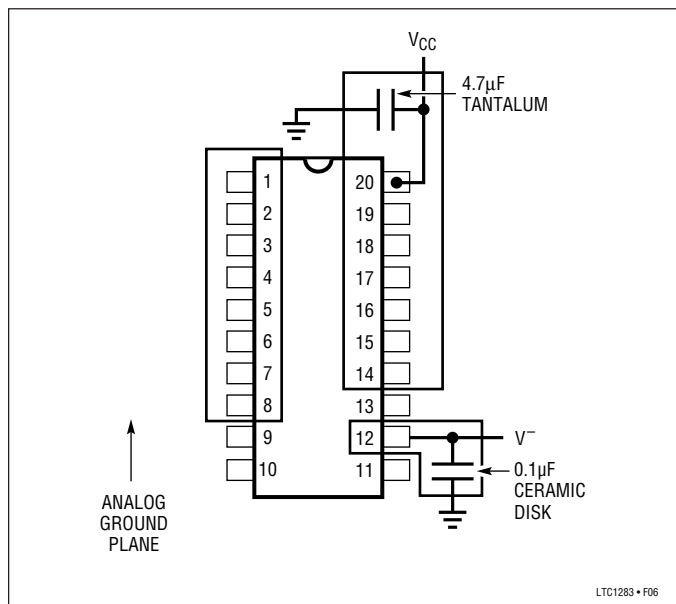 VCC
4.7µF
TANTALUM
1 20
2 19
3 18
4 17
5 16
6 15
7 14
8 13
9 12
10 11
V–
0.1µF
CERAMIC
DISK
ANALOG
GROUND
PLANE
LTC1283 • F06